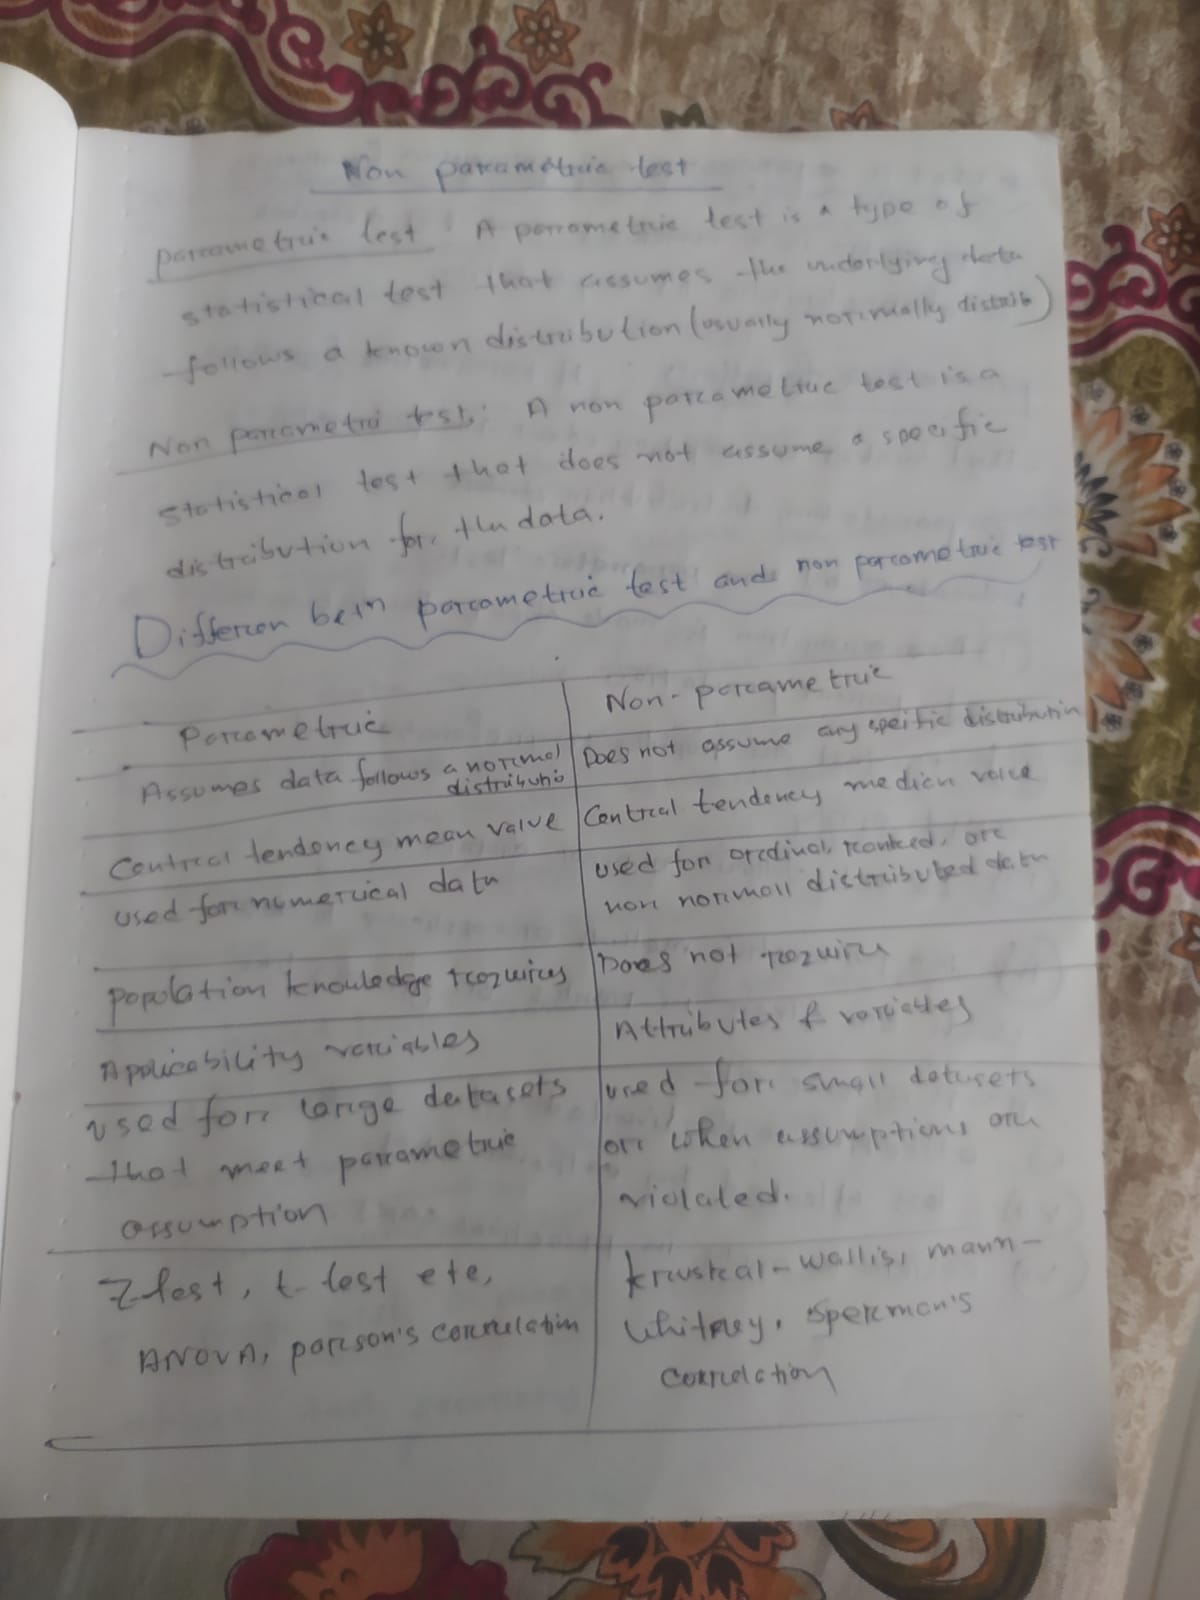 Non parametric test
parametric test : A parametric test is a type of
statistical test that assumes the underlying data
follows a known distribution (usually normally distrib)
Non parametri test : A non parametric test is a
statistical test that does not assume a specific
distribution for the data.
Differen betn parametric test and non parametric test
Parametric
Non-parametric
Assumes data follows a normal
distributio
Does not assume any speific distributin
Central tendency mean value
Central tendency median value
used for numerical data
used for ordinal, ranked, or
non normall distributed data
Population knowledge requires
Does not require
Applicability variables
Attributes & variables
used for large datasets
that meet parametric
assumption
used for small datasets
or when assumptions are
violated.
Z test, t-test etc,
ANOVA, parson's correlation
kruskal-wallis, mann-
whitney, Sperman's
correlation